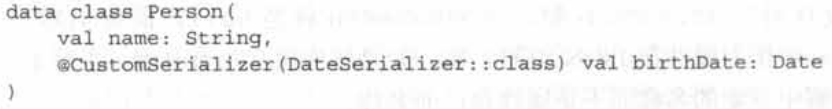 data class Person(
    val name: String,
    @CustomSerializer(DateSerializer::class) val birthDate: Date
)